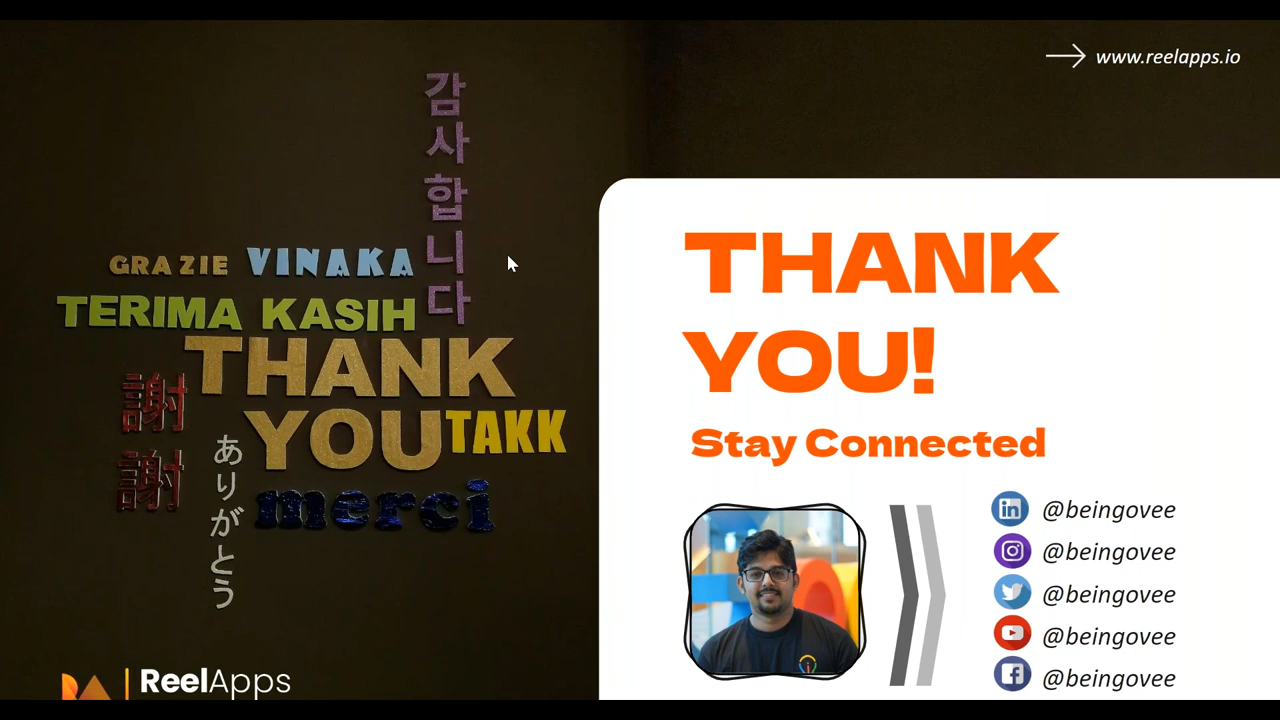 www.reelapps.io
감사합니다
GRAZIE VINAKA
TERIMA KASIH
THANK
YOU TAKK
謝謝
ありがとう
merci
ReelApps
THANK
YOU!
Stay Connected
@beingovee
@beingovee
@beingovee
@beingovee
@beingovee